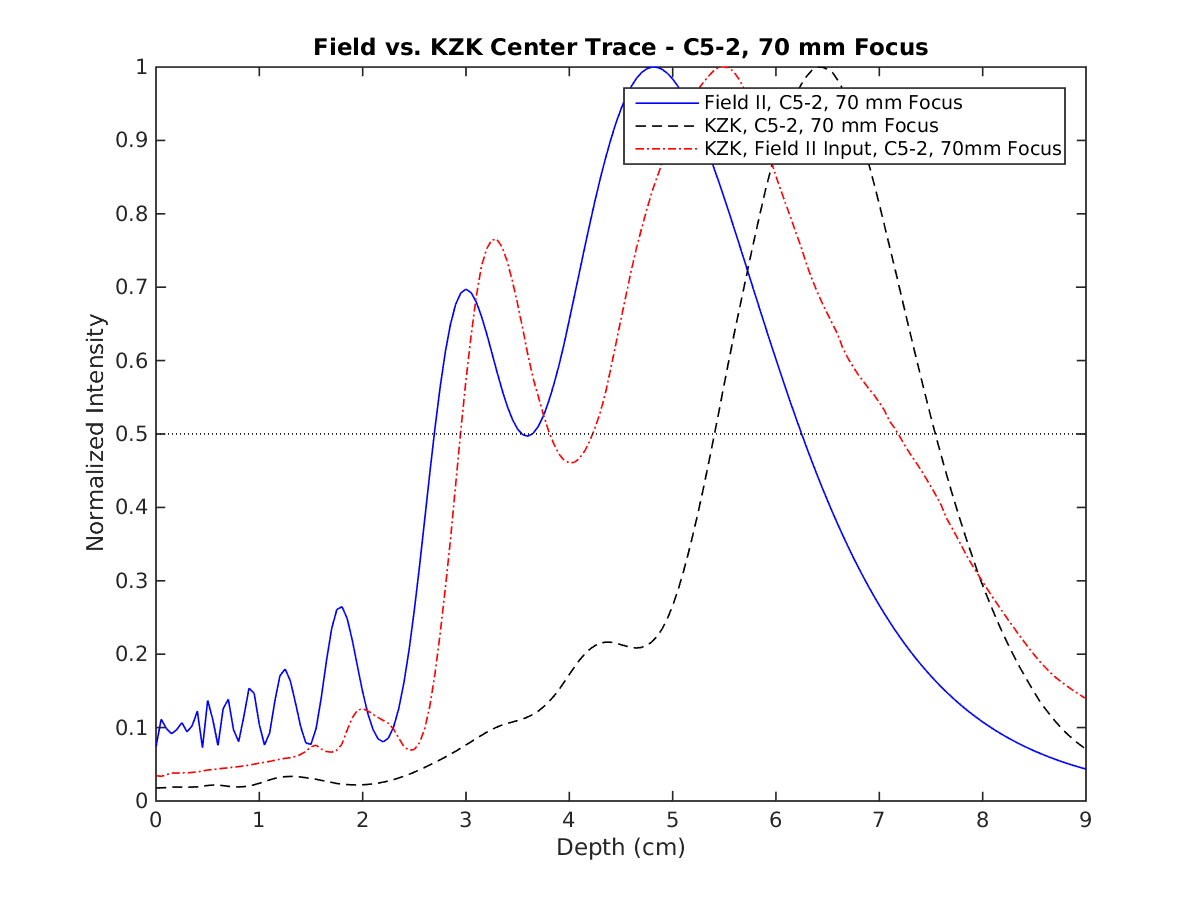 Field vs. KZK Center Trace - C5-2, 70 mm Focus
Field II, C5-2, 70 mm Focus
KZK, C5-2, 70 mm Focus
KZK, Field II Input, C5-2, 70mm Focus
Normalized Intensity
1
0.9
0.8
0.7
0.6
0.5
0.4
0.3
0.2
0.1
0
0 1 2 3 4 5 6 7 8 9
Depth (cm)